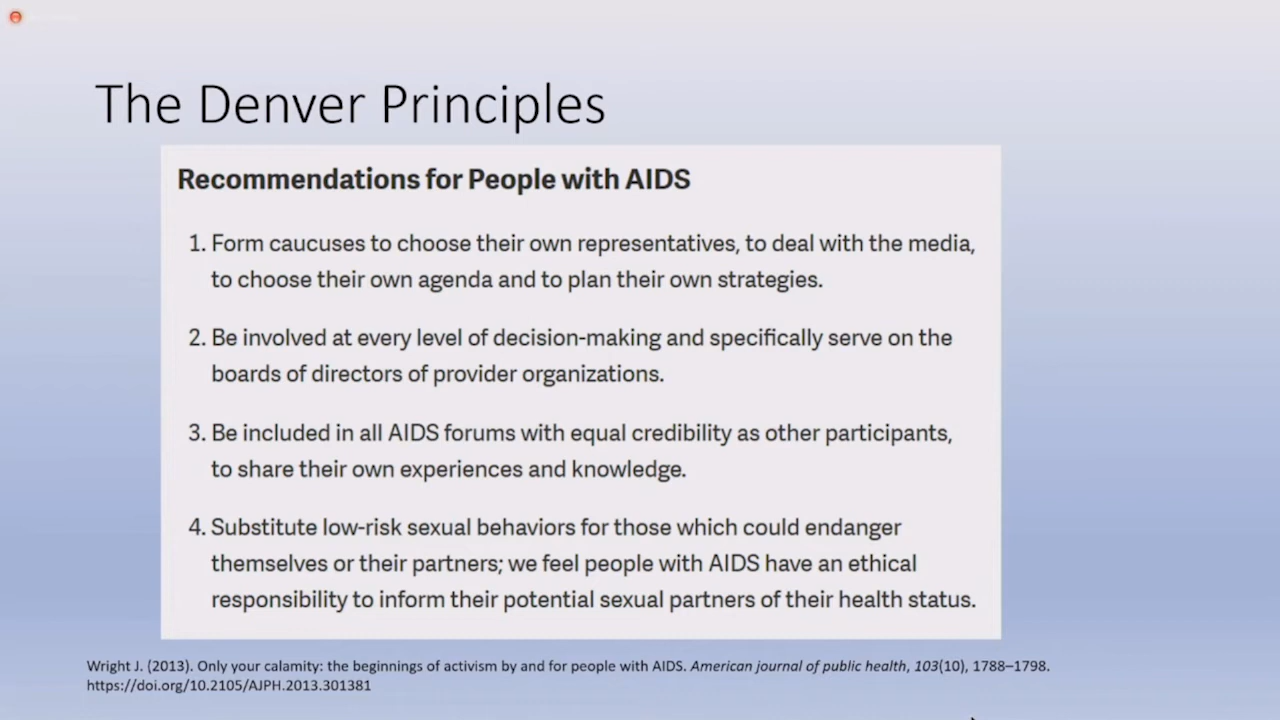 The Denver Principles
Recommendations for People with AIDS
1. Form caucuses to choose their own representatives, to deal with the media,
to choose their own agenda and to plan their own strategies.
2. Be involved at every level of decision-making and specifically serve on the
boards of directors of provider organizations.
3. Be included in all AIDS forums with equal credibility as other participants,
to share their own experiences and knowledge.
4. Substitute low-risk sexual behaviors for those which could endanger
themselves or their partners; we feel people with AIDS have an ethical
responsibility to inform their potential sexual partners of their health status.
Wright J. (2013). Only your calamity: the beginnings of activism by and for people with AIDS. American journal of public health, 103(10), 1788–1798.
https://doi.org/10.2105/AJPH.2013.301381